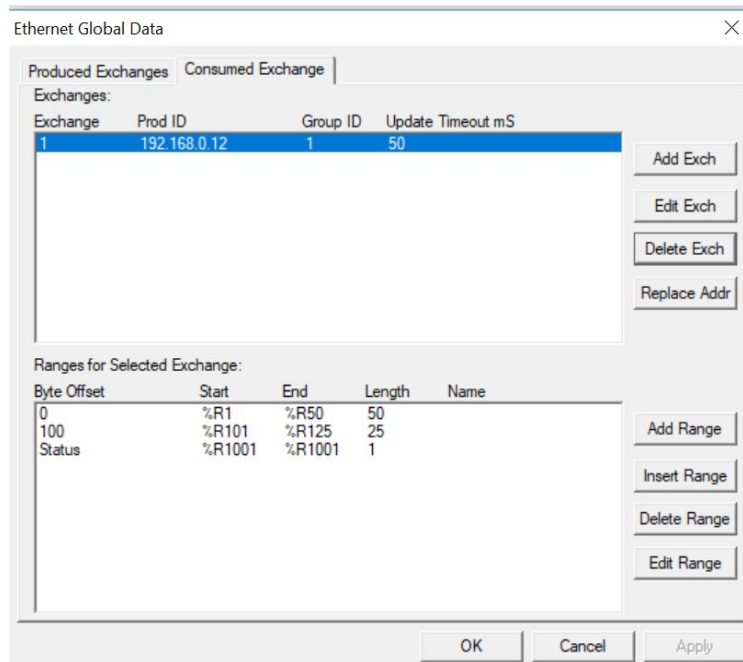 Ethernet Global Data
Produced Exchanges Consumed Exchange
Exchanges:
Exchange Prod ID Group ID Update Timeout mS
1 192.168.0.12 1 50
Add Exch
Edit Exch
Delete Exch
Replace Addr
Ranges for Selected Exchange:
Byte Offset Start End Length Name
0 %R1 %R50 50
100 %R101 %R125 25
Status %R1001 %R1001 1
Add Range
Insert Range
Delete Range
Edit Range
OK Cancel Apply